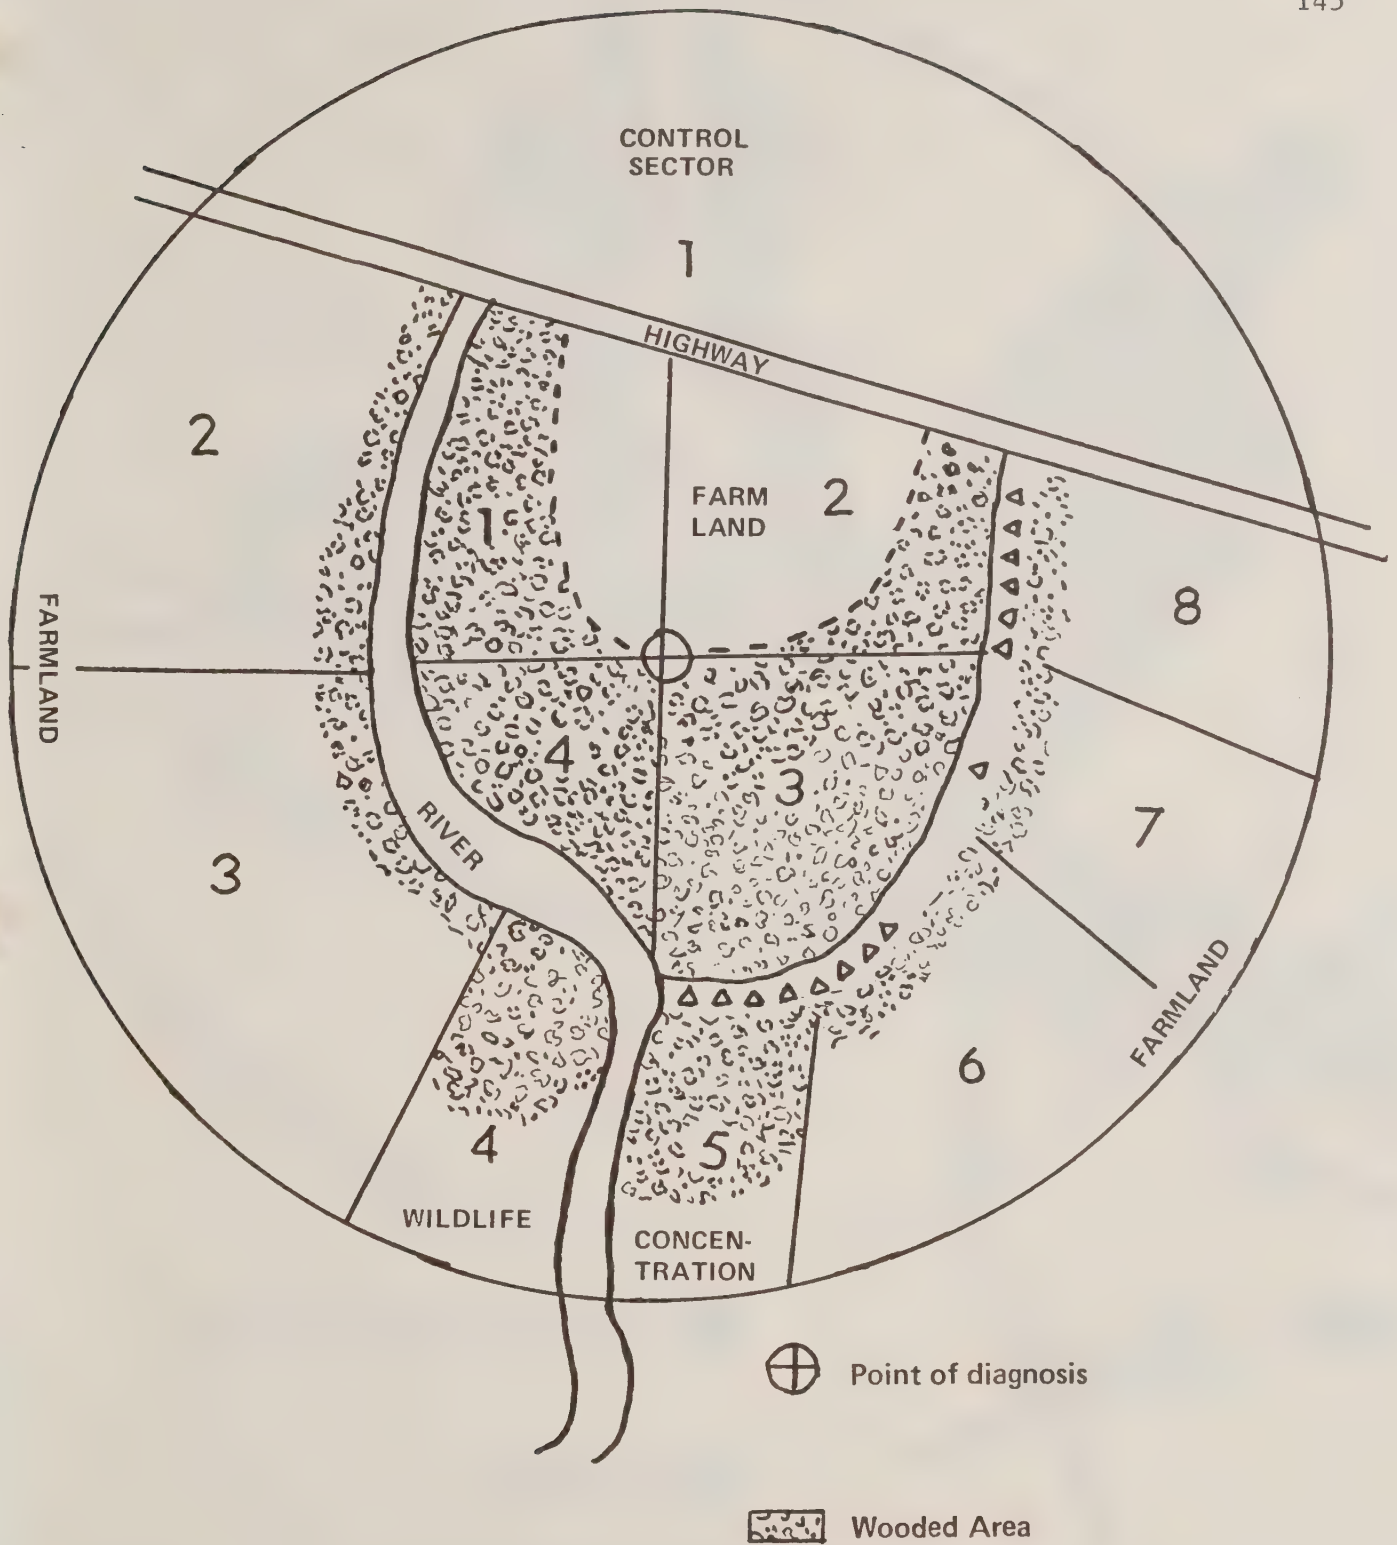 145
CONTROL
SECTOR
1
HIGHWAY
2
1
FARM
LAND
2
8
FARMLAND
4
3
7
RIVER
3
FARMLAND
6
4
5
WILDLIFE
CONCEN-
TRATION
Point of diagnosis
Wooded Area